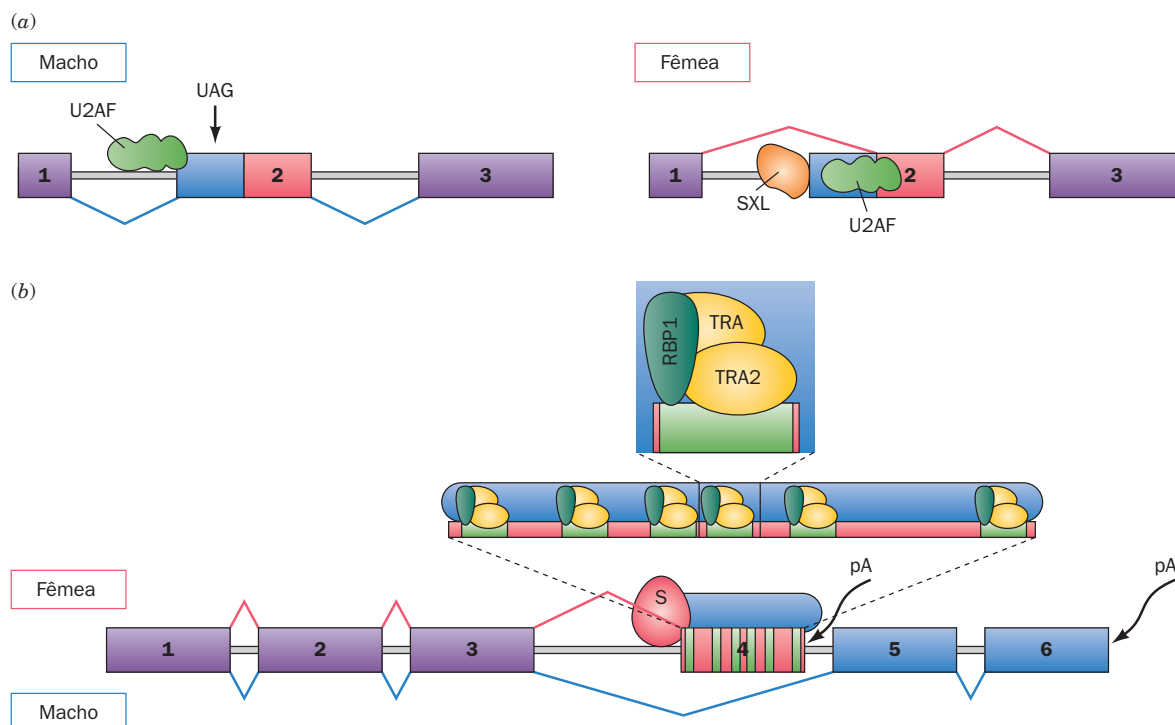 (a)
Macho
Fêmea
UAG
U2AF
1
2
3
1
SXL
2
U2AF
3
(b)
RBP1
TRA
TRA2
pA
pA
Fêmea
S
1
2
3
4
5
6
Macho